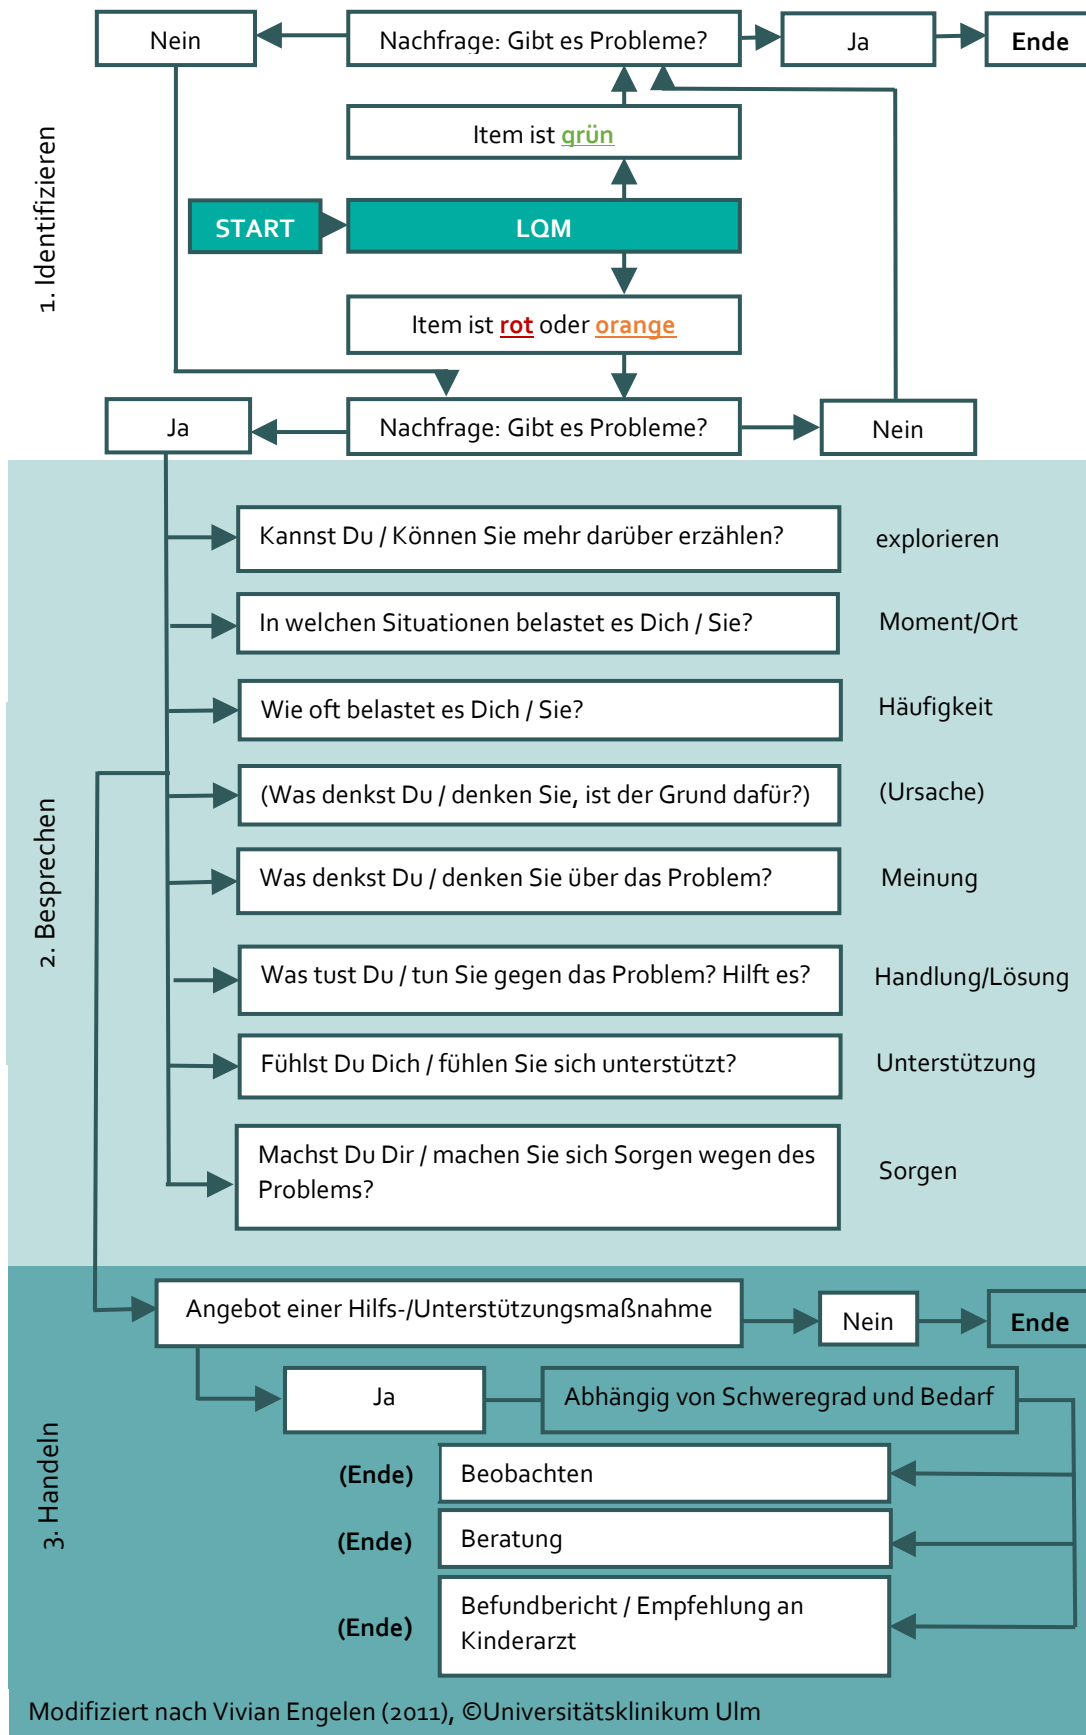 Nein
Nachfrage: Gibt es Probleme?
Ja
Ende
Item ist grün
START
LQM
1. Identifizieren
Item ist rot oder orange
Ja
Nachfrage: Gibt es Probleme?
Nein
2. Besprechen
Kannst Du / Können Sie mehr darüber erzählen?
explorieren
In welchen Situationen belastet es Dich / Sie?
Moment/Ort
Wie oft belastet es Dich / Sie?
Häufigkeit
(Was denkst Du / denken Sie, ist der Grund dafür?)
(Ursache)
Was denkst Du / denken Sie über das Problem?
Meinung
Was tust Du / tun Sie gegen das Problem? Hilft es?
Handlung/Lösung
Fühlst Du Dich / fühlen Sie sich unterstützt?
Unterstützung
Machst Du Dir / machen Sie sich Sorgen wegen des
Problems?
Sorgen
3. Handeln
Angebot einer Hilfs-/Unterstützungsmaßnahme
Nein
Ende
Ja
Abhängig von Schweregrad und Bedarf
(Ende)
Beobachten
(Ende)
Beratung
(Ende)
Befundbericht / Empfehlung an
Kinderarzt
Modifiziert nach Vivian Engelen (2011), ©Universitätsklinikum Ulm